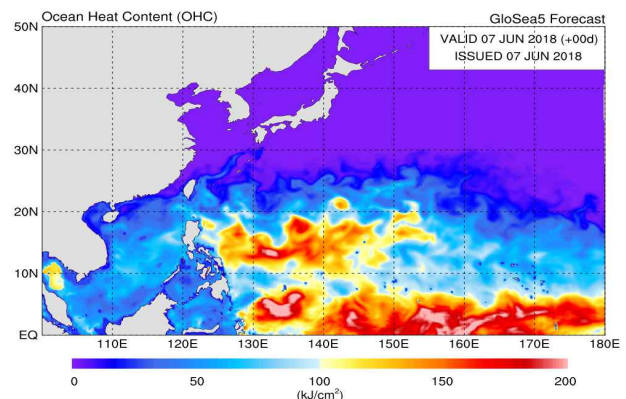 Ocean Heat Content (OHC) GloSea5 Forecast
50N
VALID 07 JUN 2018 (+00d)
ISSUED 07 JUN 2018
40N
30N
20N
10N
EQ
110E 120E 130E 140E 150E 160E 170E 180E
0 50 100 150 200
(kJ/cm²)